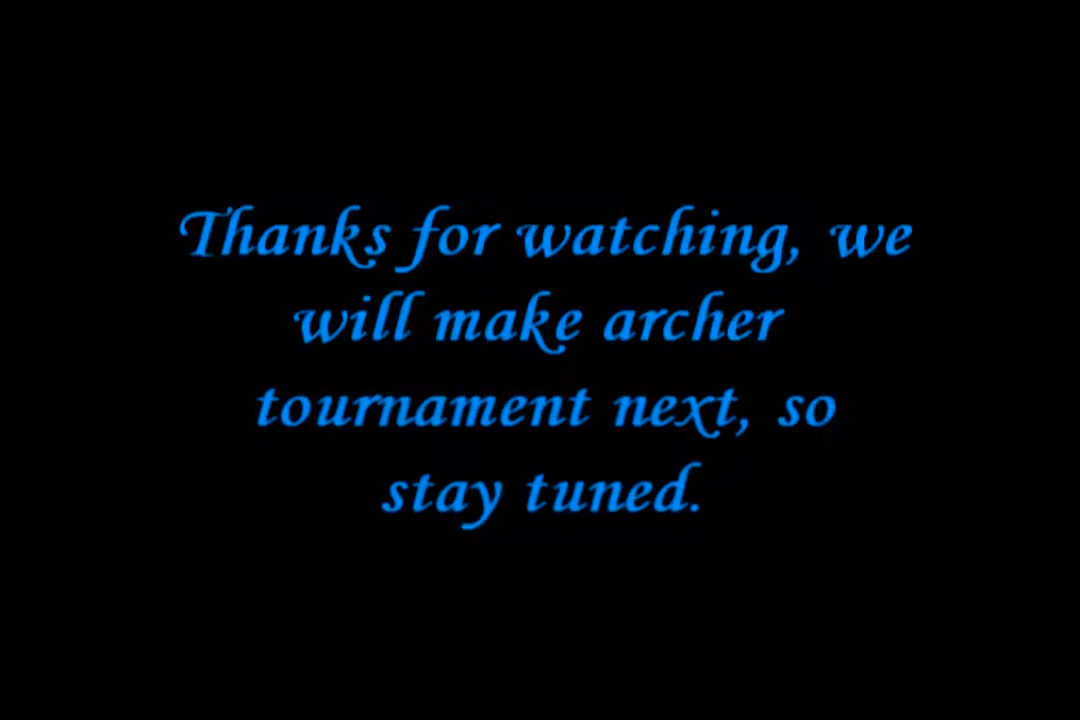 Thanks for watching, we
will make archer
tournament next, so
stay tuned.